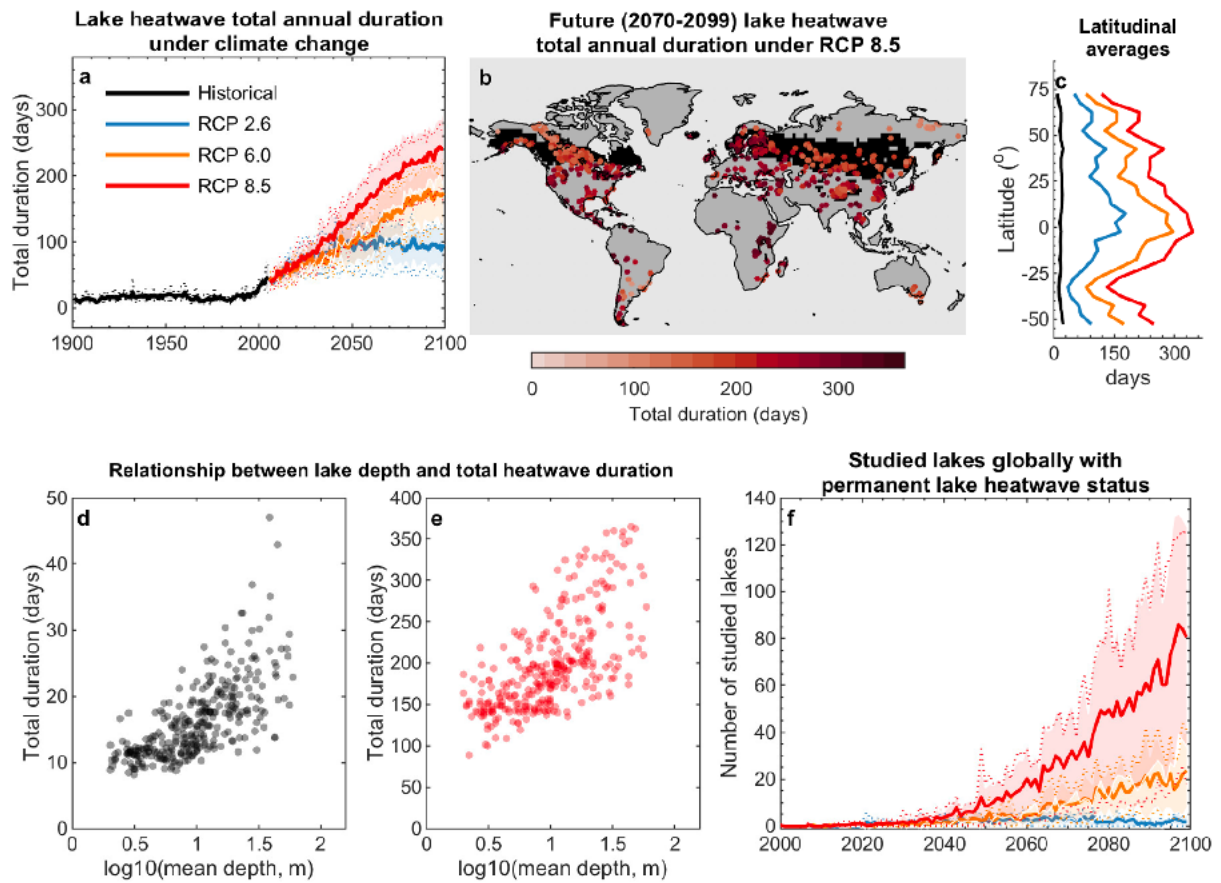 Lake heatwave total annual duration
under climate change
Future (2070-2099) lake heatwave
total annual duration under RCP 8.5
Latitudinal
averages
a
Historical
RCP 2.6
RCP 6.0
RCP 8.5
Total duration (days)
300
200
100
0
1900
1950
2000
2050
2100
b
0
100
200
300
Total duration (days)
c
Latitude (°)
75
50
25
0
-25
-50
0
150
300
days
Relationship between lake depth and total heatwave duration
d
Total duration (days)
50
40
30
20
10
0
0
0.5
1
1.5
2
log10(mean depth, m)
e
Total duration (days)
400
350
300
250
200
150
100
50
0
0
0.5
1
1.5
2
log10(mean depth, m)
Studied lakes globally with
permanent lake heatwave status
f
Number of studied lakes
140
120
100
80
60
40
20
0
2000
2020
2040
2060
2080
2100